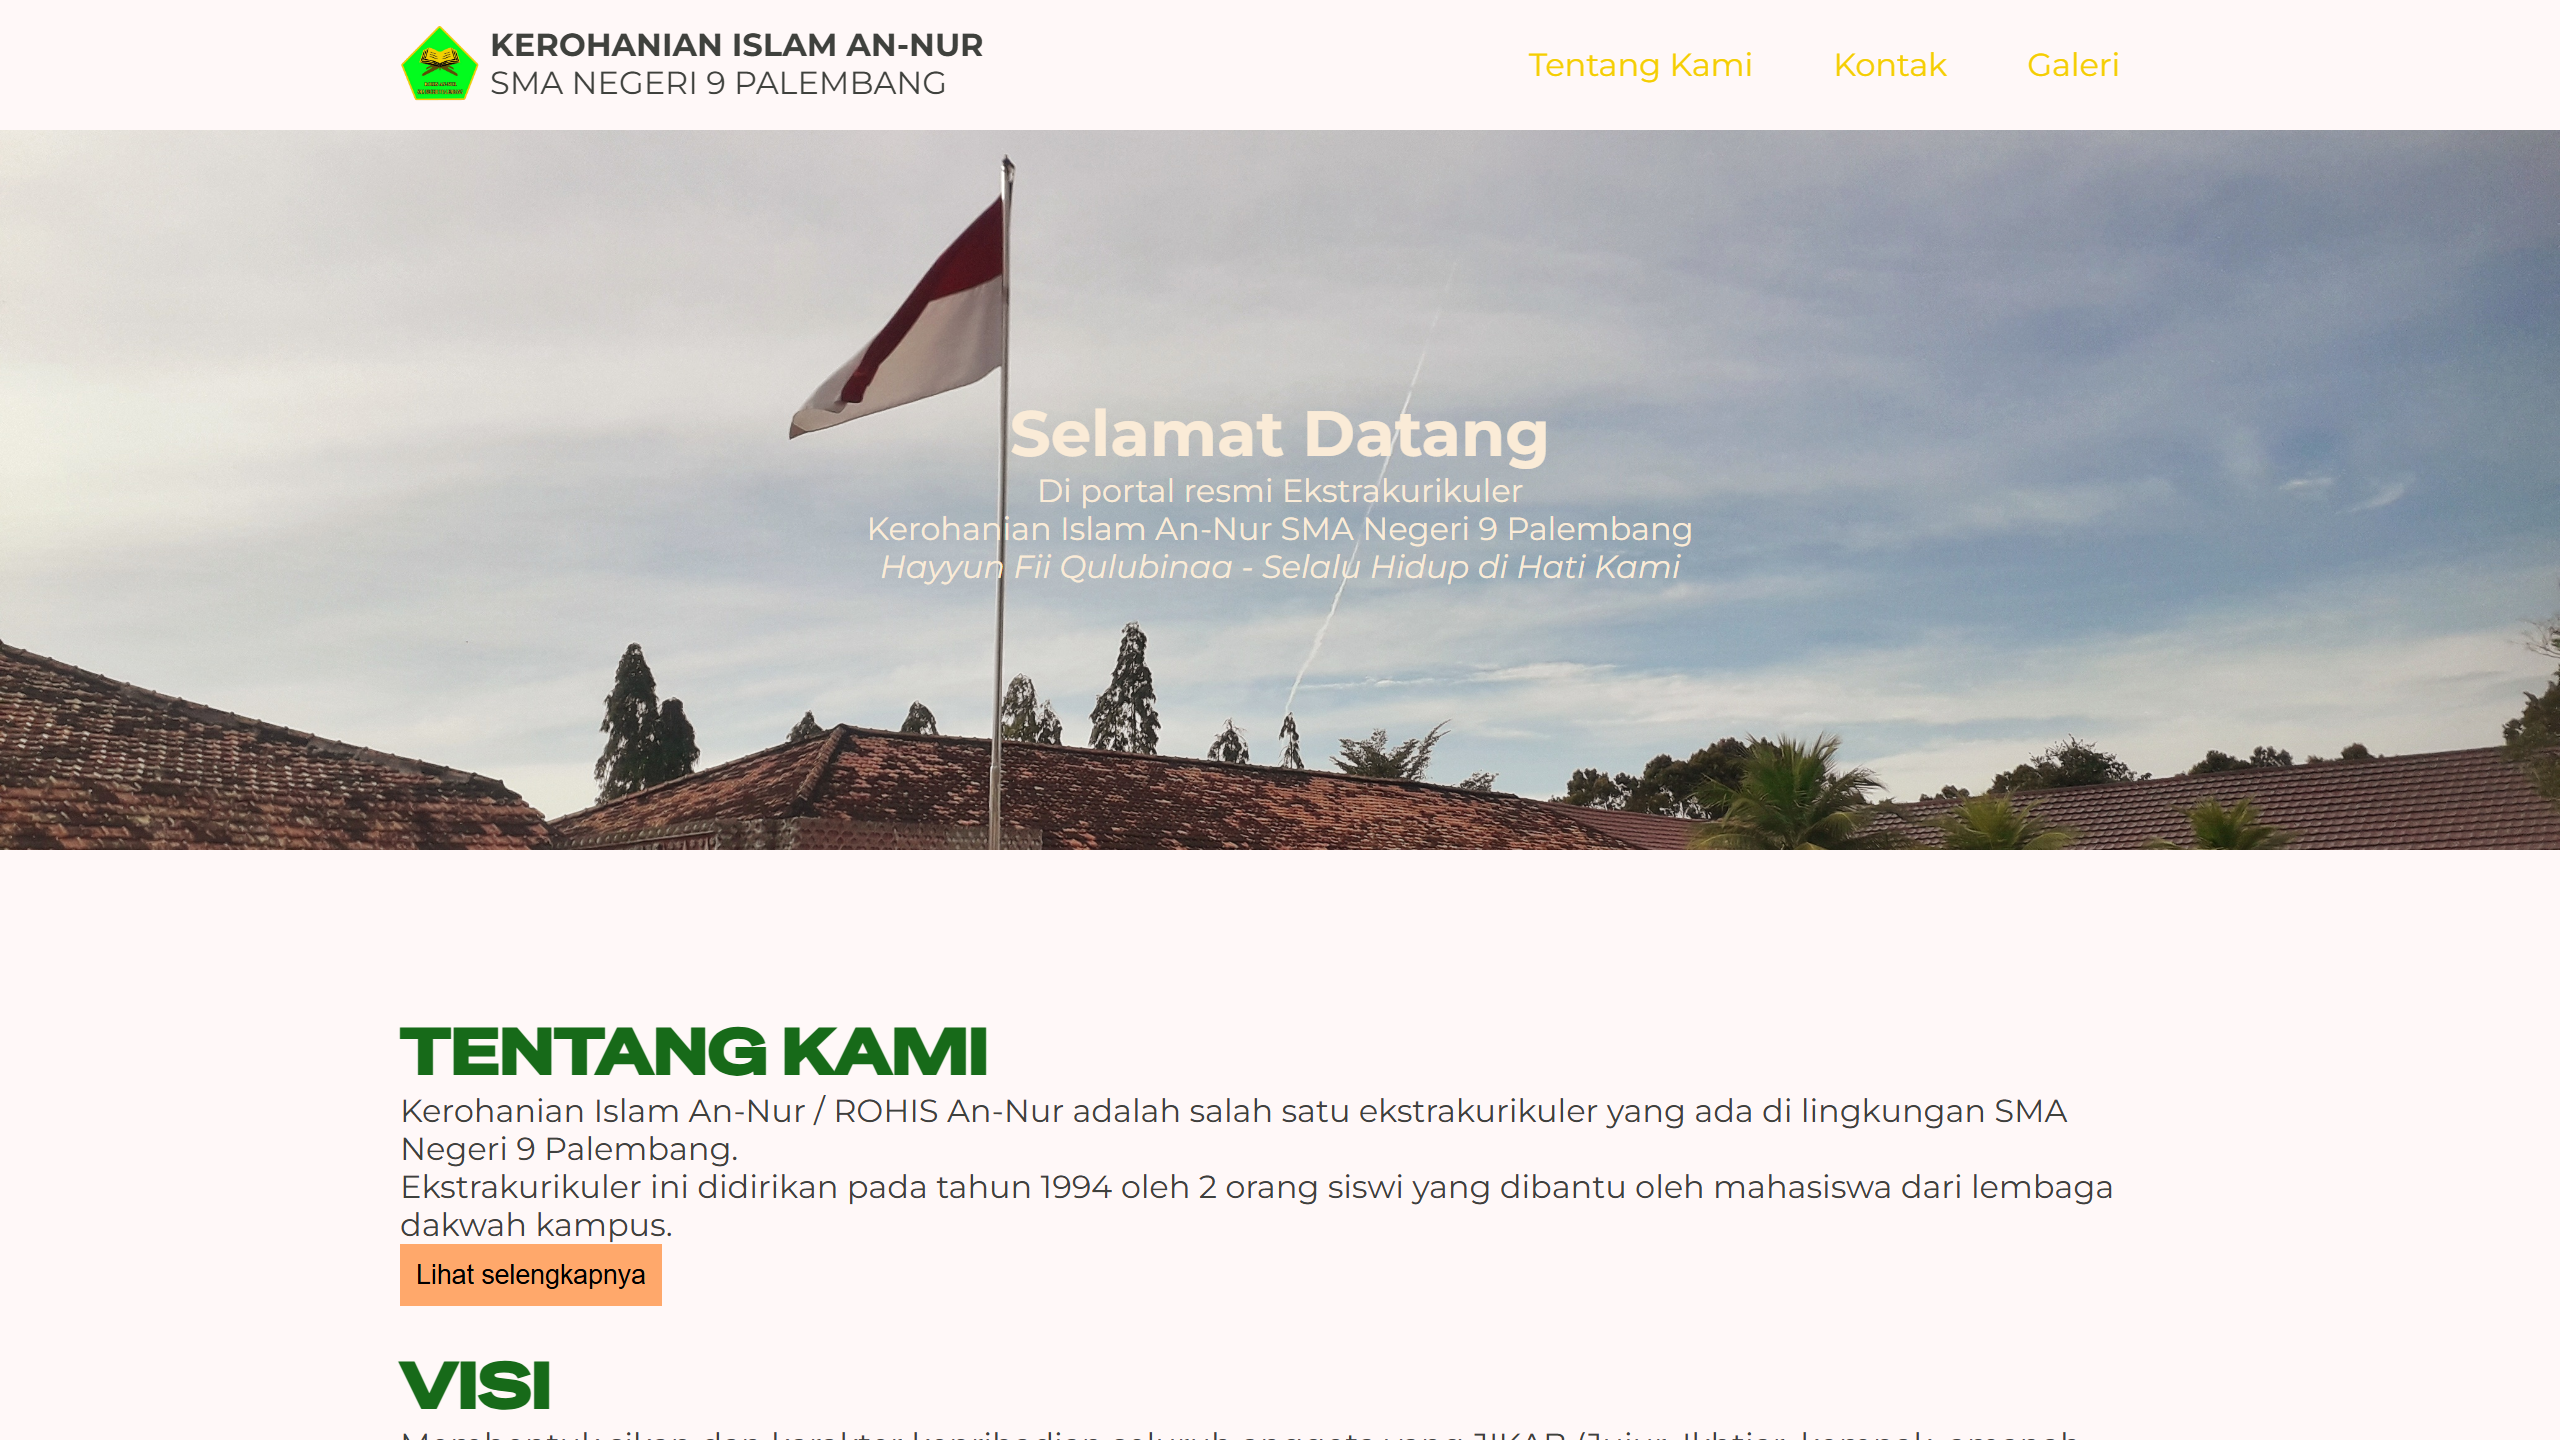 KEROHANIAN ISLAM AN-NUR
SMA NEGERI 9 PALEMBANG
Tentang Kami
Kontak
Galeri
Selamat Datang
Di portal resmi Ekstrakurikuler
Kerohanian Islam An-Nur SMA Negeri 9 Palembang
Hayyun Fii Qulubinaa - Selalu Hidup di Hati Kami
TENTANG KAMI
Kerohanian Islam An-Nur / ROHIS An-Nur adalah salah satu ekstrakurikuler yang ada di lingkungan SMA
Negeri 9 Palembang.
Ekstrakurikuler ini didirikan pada tahun 1994 oleh 2 orang siswi yang dibantu oleh mahasiswa dari lembaga
dakwah kampus.
Lihat selengkapnya
VISI